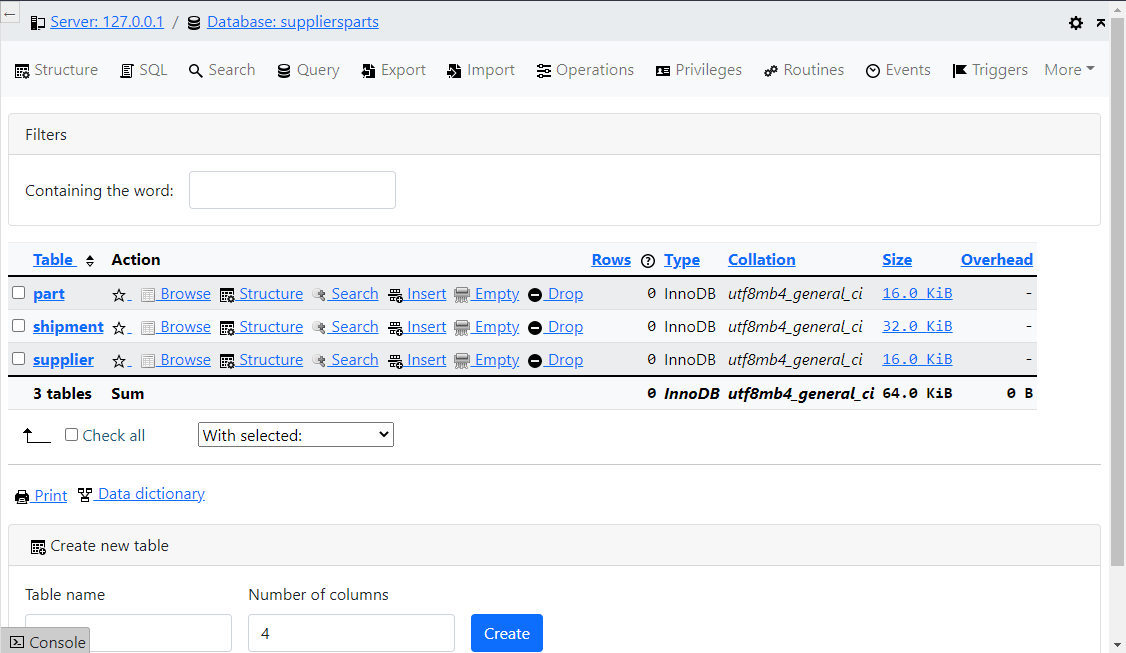 Server: 127.0.0.1 / Database: suppliersparts
Structure SQL Search Query Export Import Operations Privileges Routines Events Triggers More
Filters
Containing the word:
Table Action Rows Type Collation Size Overhead
part Browse Structure Search Insert Empty Drop 0 InnoDB utf8mb4_general_ci 16.0 KiB -
shipment Browse Structure Search Insert Empty Drop 0 InnoDB utf8mb4_general_ci 32.0 KiB -
supplier Browse Structure Search Insert Empty Drop 0 InnoDB utf8mb4_general_ci 16.0 KiB -
3 tables Sum 0 InnoDB utf8mb4_general_ci 64.0 KiB 0 B
Check all With selected:
Print Data dictionary
Create new table
Table name Number of columns
4 Create
Console